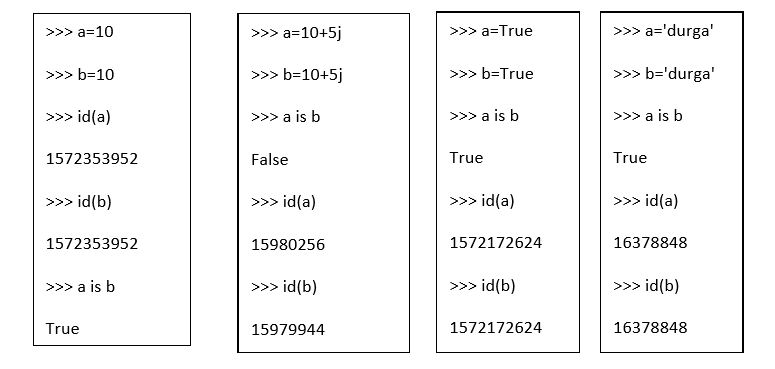 >>> a=10
>>> b=10
>>> id(a)
1572353952
>>> id(b)
1572353952
>>> a is b
True
>>> a=10+5j
>>> b=10+5j
>>> a is b
False
>>> id(a)
15980256
>>> id(b)
15979944
>>> a=True
>>> b=True
>>> a is b
True
>>> id(a)
1572172624
>>> id(b)
1572172624
>>> a='durga'
>>> b='durga'
>>> a is b
True
>>> id(a)
16378848
>>> id(b)
16378848